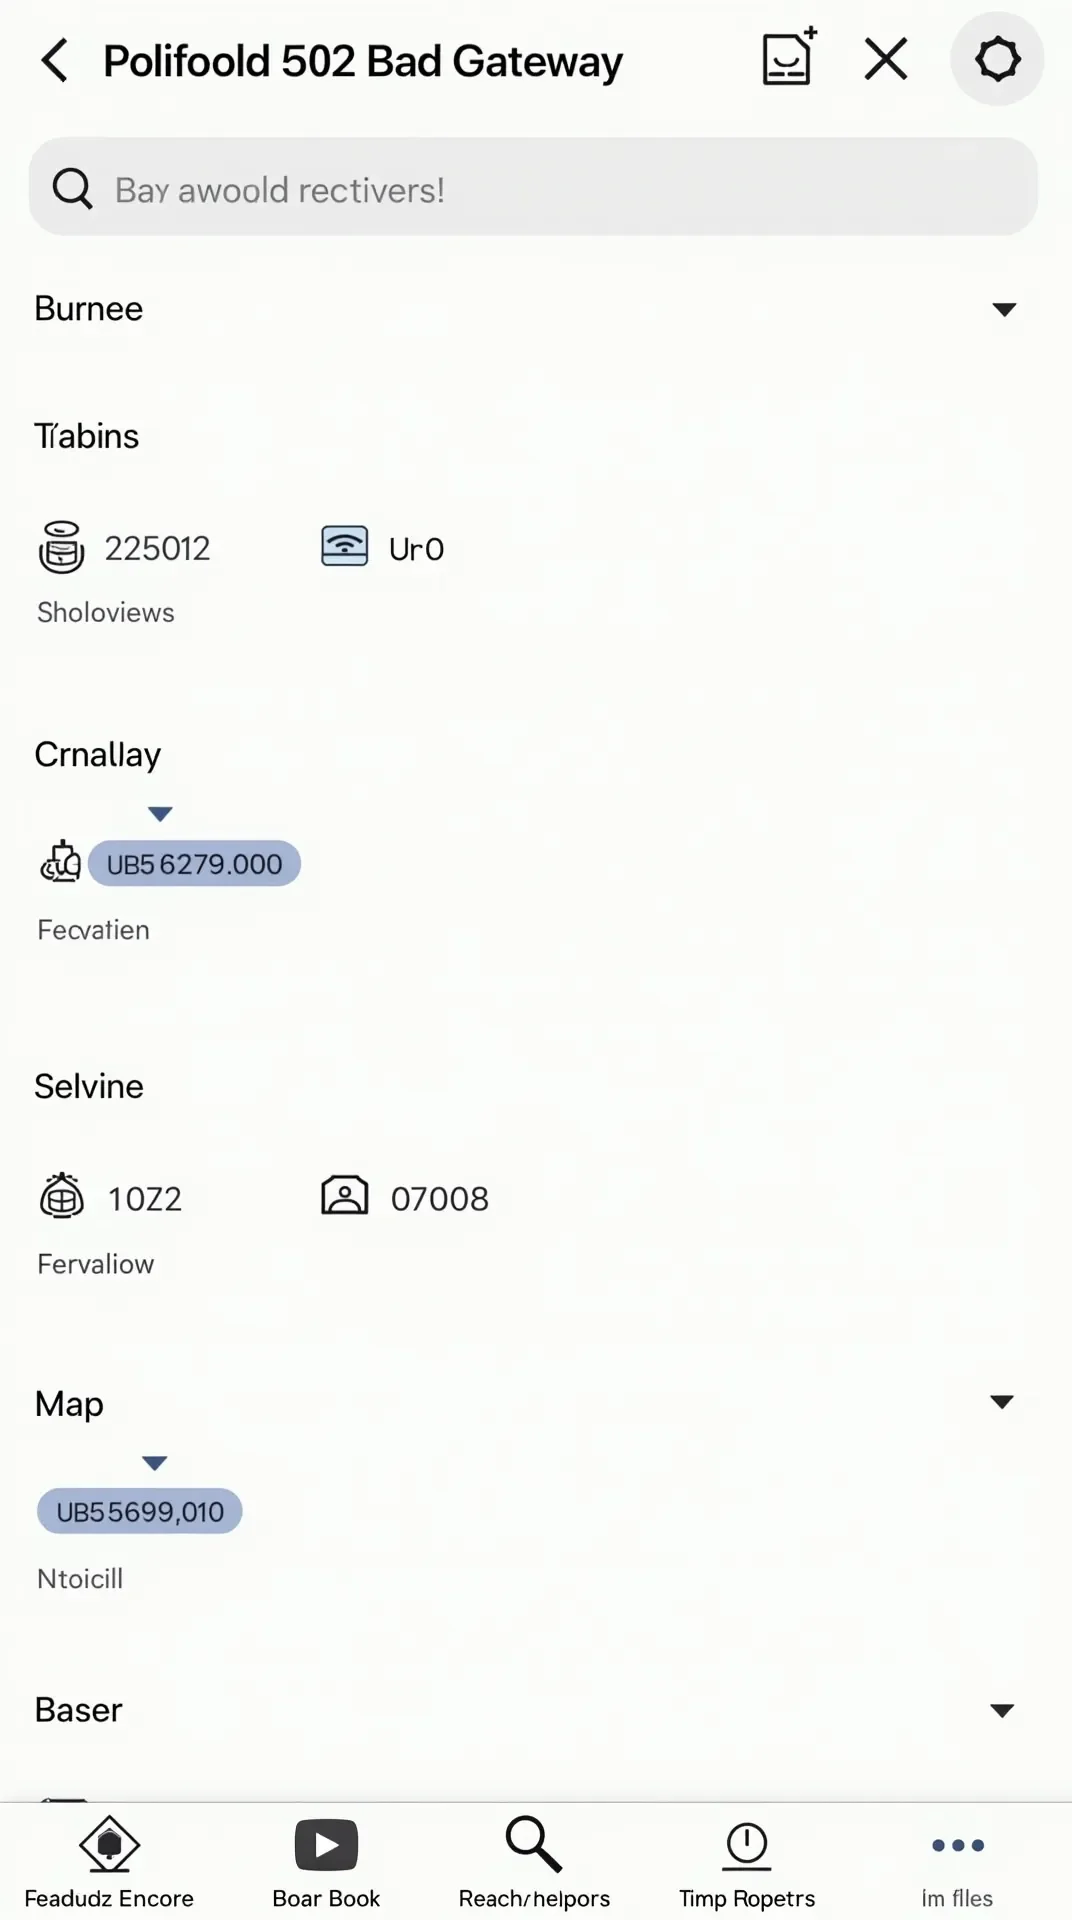 Polifoold 502 Bad Gateway
Bay awoold rectivers!
Burnee
Tabins
225012 Ur0
Sholoviews
Crnallay
UB5 6279.000
Fecvatien
Selvine
10Z2 07008
Fervaliow
Map
UB55699,010
Ntoicill
Baser
Feadudz Encore
Boar Book
Reach/helpors
Timp Ropetrs
Im flles